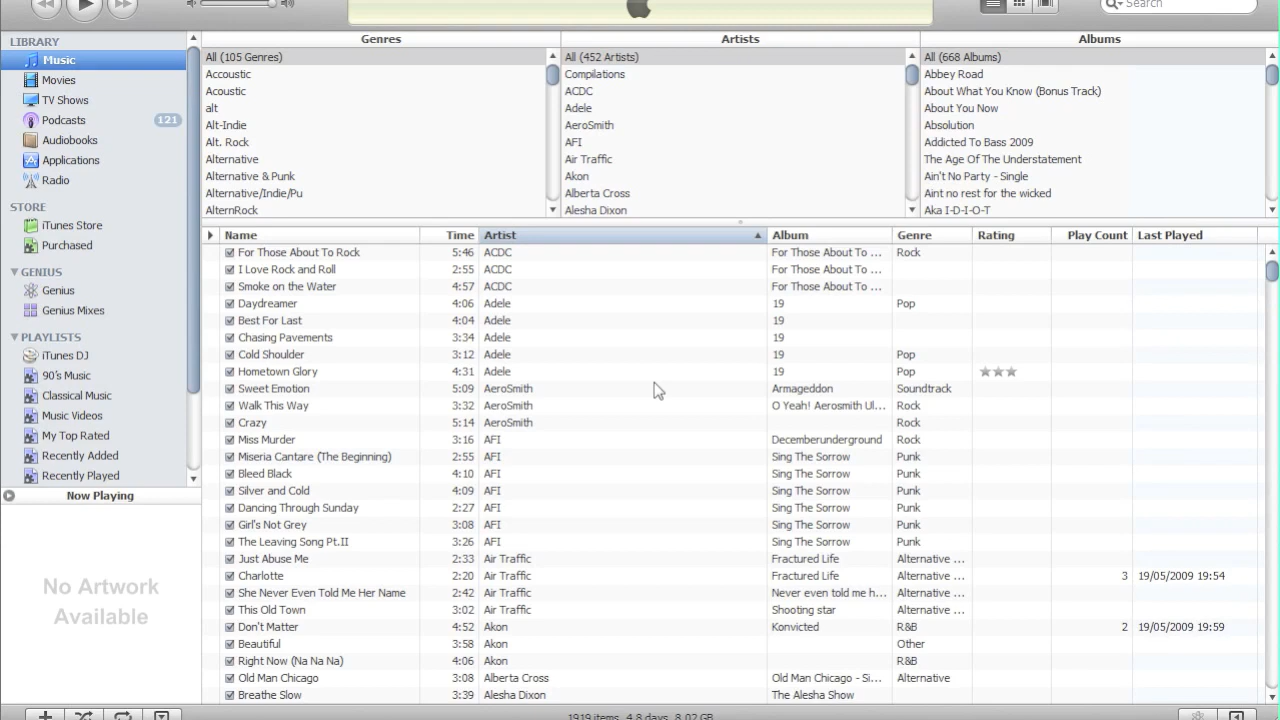 Search
LIBRARY
Music
Movies
TV Shows
Podcasts 121
Audiobooks
Applications
Radio
STORE
iTunes Store
Purchased
GENIUS
Genius
Genius Mixes
PLAYLISTS
iTunes DJ
90's Music
Classical Music
Music Videos
My Top Rated
Recently Added
Recently Played
Now Playing
No Artwork
Available
Genres Artists Albums
All (105 Genres) All (452 Artists) All (668 Albums)
Accoustic Compilations Abbey Road
Acoustic ACDC About What You Know (Bonus Track)
alt Adele About You Now
Alt-Indie AeroSmith Absolution
Alt. Rock AFI Addicted To Bass 2009
Alternative Air Traffic The Age Of The Understatement
Alternative & Punk Akon Ain't No Party - Single
Alternative/Indie/Pu Alberta Cross Aint no rest for the wicked
AlternRock Alesha Dixon Aka I-D-I-O-T
Name Time Artist Album Genre Rating Play Count Last Played
For Those About To Rock 5:46 ACDC For Those About To ... Rock
I Love Rock and Roll 2:55 ACDC For Those About To ...
Smoke on the Water 4:57 ACDC For Those About To ...
Daydreamer 4:06 Adele 19 Pop
Best For Last 4:04 Adele 19
Chasing Pavements 3:34 Adele 19
Cold Shoulder 3:12 Adele 19 Pop
Hometown Glory 4:31 Adele 19 Pop
Sweet Emotion 5:09 AeroSmith Armageddon Soundtrack
Walk This Way 3:32 AeroSmith O Yeah! Aerosmith Ul... Rock
Crazy 5:14 AeroSmith Rock
Miss Murder 3:16 AFI Decemberunderground Rock
Miseria Cantare (The Beginning) 2:55 AFI Sing The Sorrow Punk
Bleed Black 4:10 AFI Sing The Sorrow Punk
Silver and Cold 4:09 AFI Sing The Sorrow Punk
Dancing Through Sunday 2:27 AFI Sing The Sorrow Punk
Girl's Not Grey 3:08 AFI Sing The Sorrow Punk
The Leaving Song Pt.II 3:26 AFI Sing The Sorrow Punk
Just Abuse Me 2:33 Air Traffic Fractured Life Alternative ...
Charlotte 2:20 Air Traffic Fractured Life Alternative ... 3 19/05/2009 19:54
She Never Even Told Me Her Name 2:42 Air Traffic Never even told me h... Alternative ...
This Old Town 3:02 Air Traffic Shooting star Alternative ...
Don't Matter 4:52 Akon Konvicted R&B 2 19/05/2009 19:59
Beautiful 3:58 Akon Other
Right Now (Na Na Na) 4:06 Akon R&B
Old Man Chicago 3:08 Alberta Cross Old Man Chicago - Si... Alternative
Breathe Slow 3:39 Alesha Dixon The Alesha Show
1919 items, 4.8 days, 8.02 GB